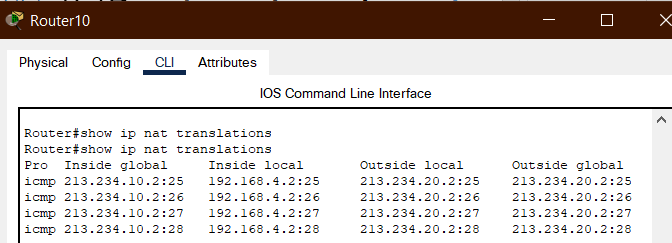 Router10
Physical Config CLI Attributes
IOS Command Line Interface
Router#show ip nat translations
Router#show ip nat translations
Pro Inside global Inside local Outside local Outside global
icmp 213.234.10.2:25 192.168.4.2:25 213.234.20.2:25 213.234.20.2:25
icmp 213.234.10.2:26 192.168.4.2:26 213.234.20.2:26 213.234.20.2:26
icmp 213.234.10.2:27 192.168.4.2:27 213.234.20.2:27 213.234.20.2:27
icmp 213.234.10.2:28 192.168.4.2:28 213.234.20.2:28 213.234.20.2:28